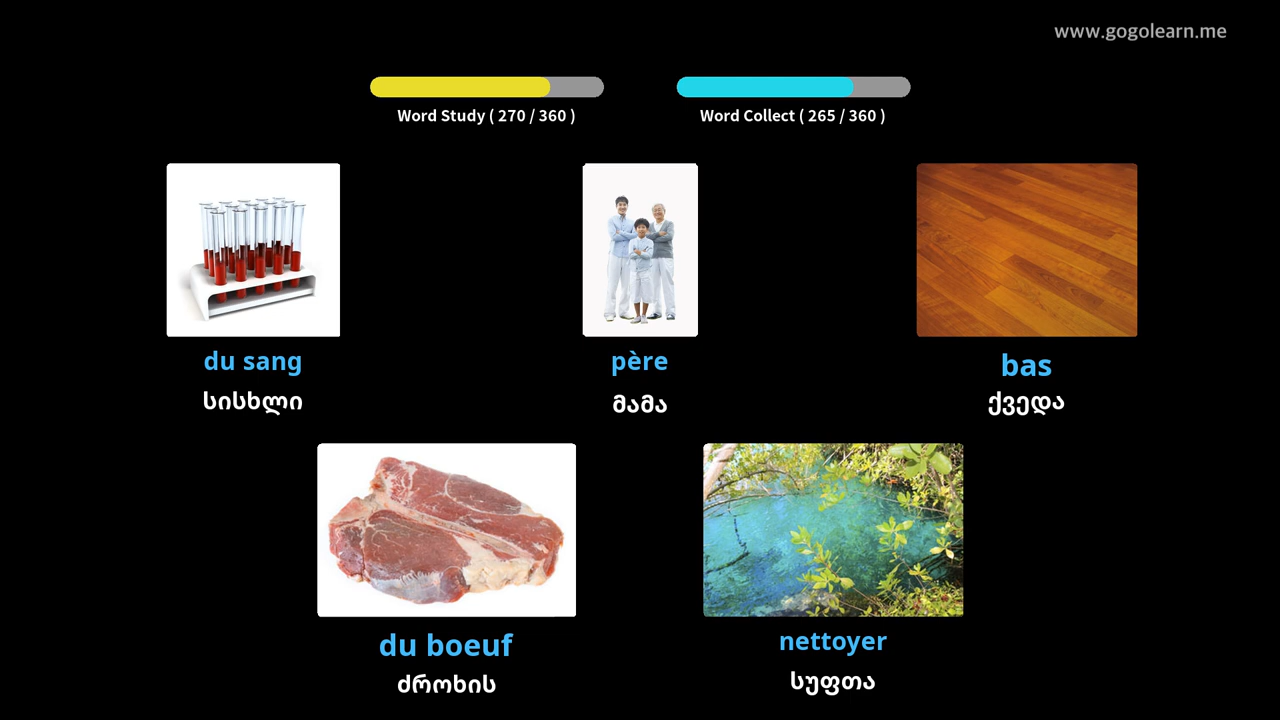 www.gogolearn.me
Word Study ( 270 / 360 )
Word Collect ( 265 / 360 )
du sang
père
bas
სისხლი
მამა
ქვედა
du boeuf
nettoyer
ძროხის
სუფთა